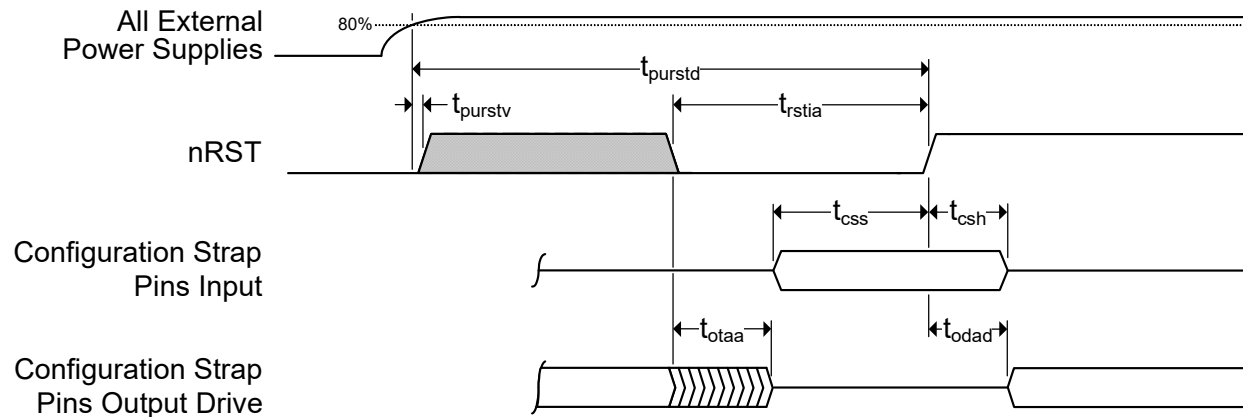 All External
Power Supplies
80%
tpurstd
tpurstv
trstia
nRST
tcss
tcsh
Configuration Strap
Pins Input
totaa
todad
Configuration Strap
Pins Output Drive